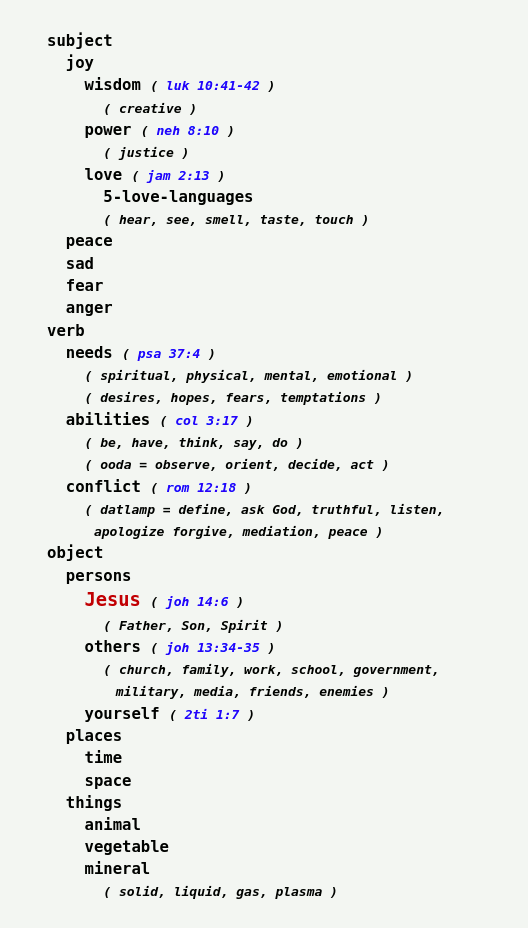 subject
joy
wisdom ( luk 10:41-42 )
( creative )
power ( neh 8:10 )
( justice )
love ( jam 2:13 )
5-love-languages
( hear, see, smell, taste, touch )
peace
sad
fear
anger
verb
needs ( psa 37:4 )
( spiritual, physical, mental, emotional )
( desires, hopes, fears, temptations )
abilities ( col 3:17 )
( be, have, think, say, do )
( ooda = observe, orient, decide, act )
conflict ( rom 12:18 )
( datlamp = define, ask God, truthful, listen,
apologize forgive, mediation, peace )
object
persons
Jesus ( joh 14:6 )
( Father, Son, Spirit )
others ( joh 13:34-35 )
( church, family, work, school, government,
military, media, friends, enemies )
yourself ( 2ti 1:7 )
places
time
space
things
animal
vegetable
mineral
( solid, liquid, gas, plasma )